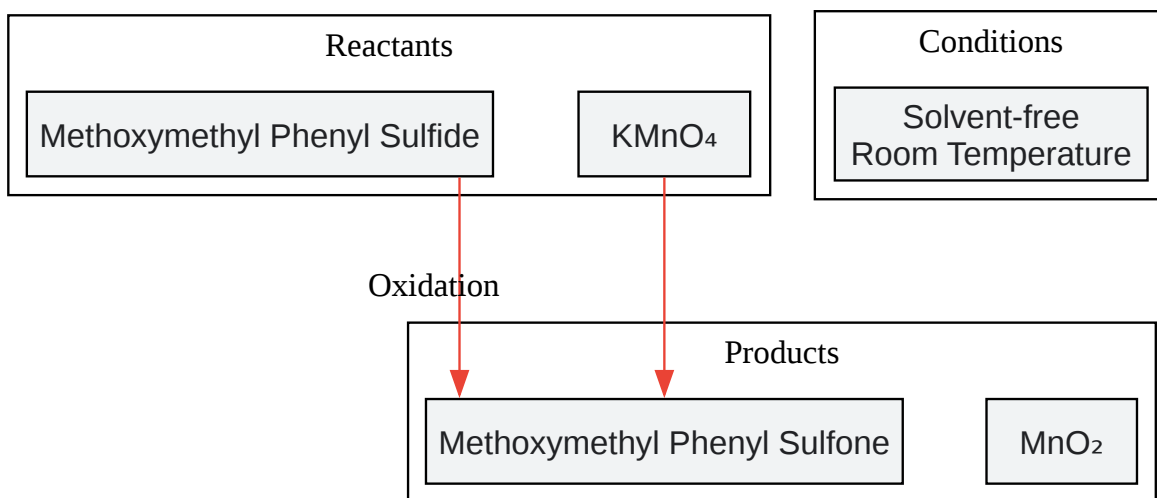 Reactants
Conditions
Methoxymethyl Phenyl Sulfide
KMnO₄
Solvent-free
Room Temperature
Oxidation
Products
Methoxymethyl Phenyl Sulfone
MnO₂